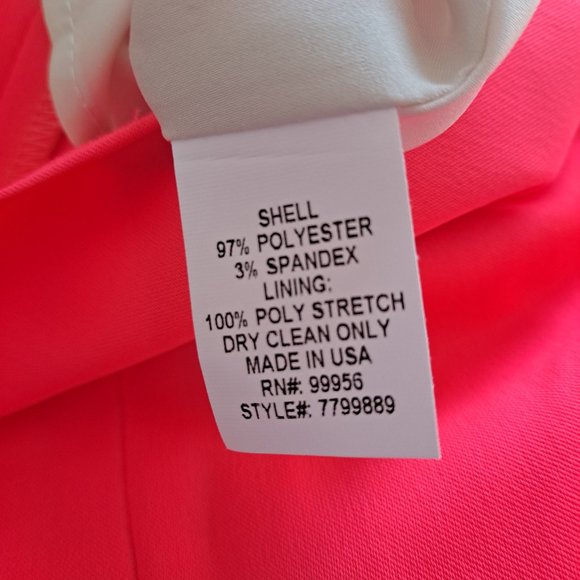 SHELL
97% POLYESTER
3% SPANDEX
LINING:
100% POLY STRETCH
DRY CLEAN ONLY
MADE IN USA
RN#: 99956
STYLE#: 7799889